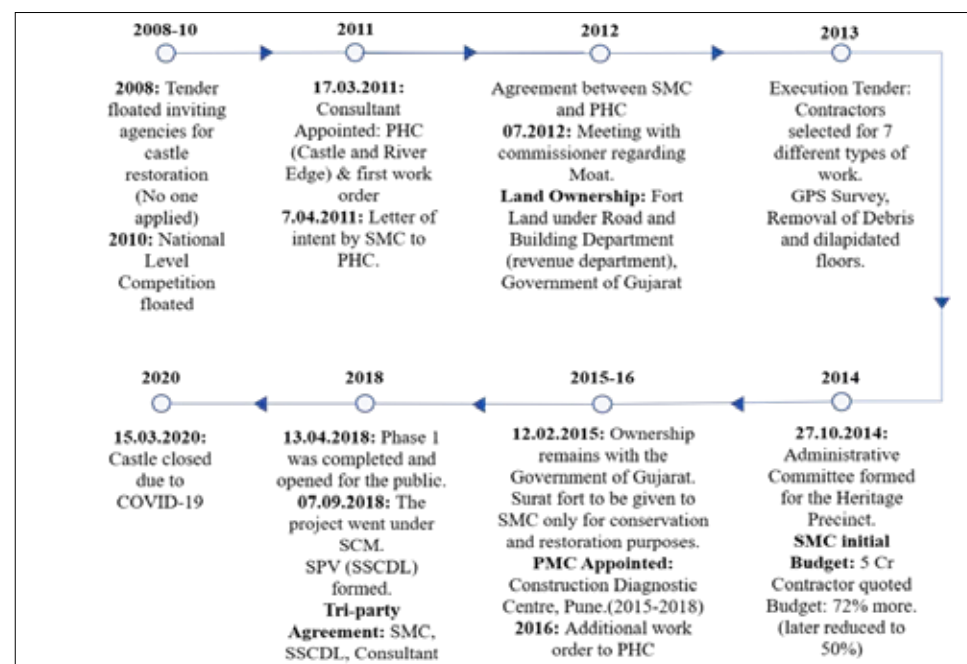 2008-10
2008: Tender
floated inviting
agencies for
castle
restoration
(No one
applied)
2010: National
Level
Competition
floated
2011
17.03.2011:
Consultant
Appointed: PHC
(Castle and River
Edge) & first work
order
7.04.2011: Letter of
intent by SMC to
PHC.
2012
Agreement between SMC
and PHC
07.2012: Meeting with
commissioner regarding
Moat.
Land Ownership: Fort
Land under Road and
Building Department
(revenue department),
Government of Gujarat
2013
Execution Tender:
Contractors
selected for 7
different types of
work.
GPS Survey,
Removal of Debris
and dilapidated
floors.
2014
27.10.2014:
Administrative
Committee formed
for the Heritage
Precinct.
SMC initial
Budget: 5 Cr
Contractor quoted
Budget: 72% more.
(later reduced to
50%)
2015-16
12.02.2015: Ownership
remains with the
Government of Gujarat.
Surat fort to be given to
SMC only for conservation
and restoration purposes.
PMC Appointed:
Construction Diagnostic
Centre, Pune.(2015-2018)
2016: Additional work
order to PHC
2018
13.04.2018: Phase 1
was completed and
opened for the public.
07.09.2018: The
project went under
SCM.
SPV (SSCDL)
formed.
Tri-party
Agreement: SMC,
SSCDL, Consultant
2020
15.03.2020:
Castle closed
due to
COVID-19